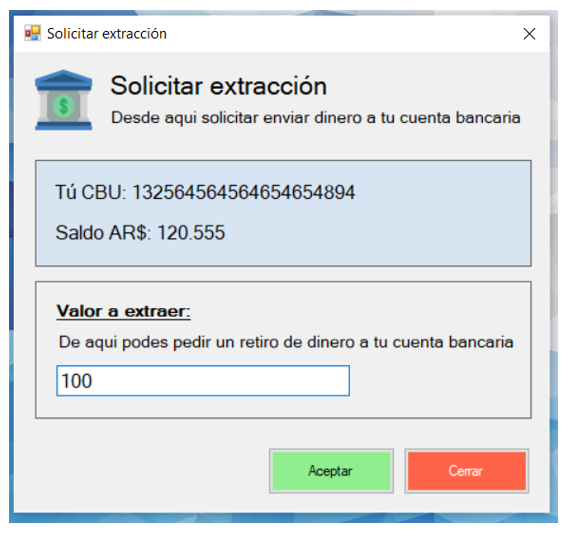 Solicitar extracción
Solicitar extracción
Desde aqui solicitar enviar dinero a tu cuenta bancaria
Tú CBU: 132564564564654654894
Saldo AR$: 120.555
Valor a extraer:
De aqui podes pedir un retiro de dinero a tu cuenta bancaria
100
Aceptar
Cerrar